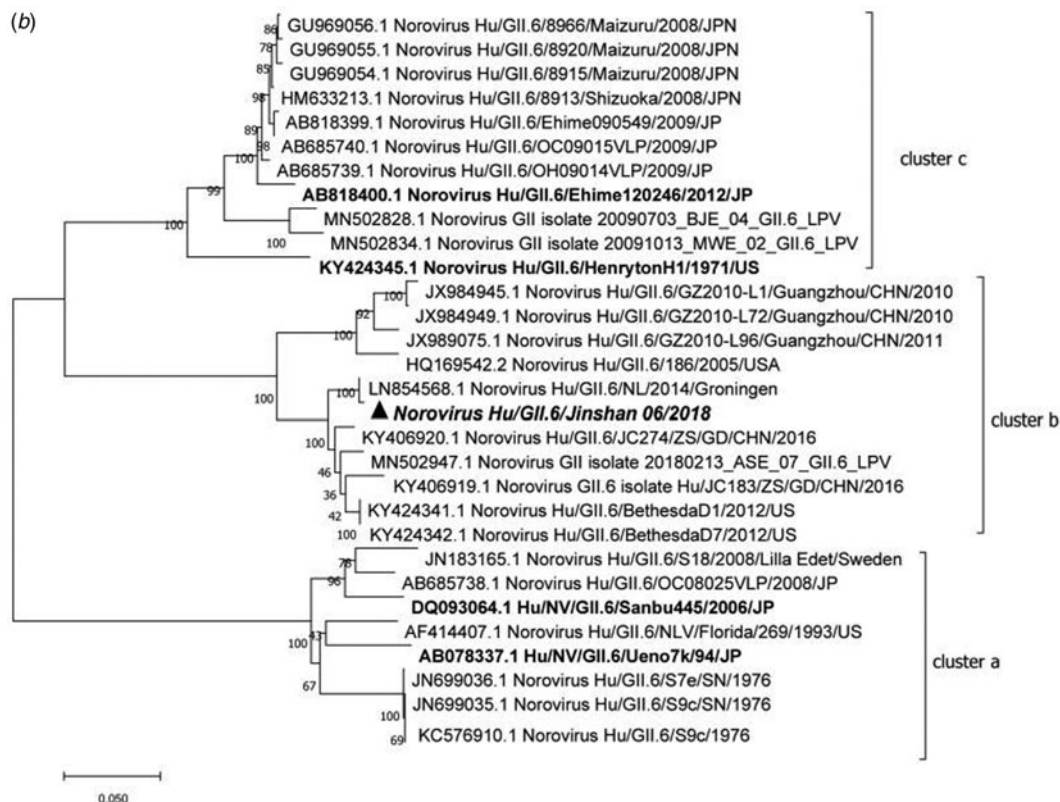 (b)
86
GU969056.1 Norovirus Hu/GII.6/8966/Maizuru/2008/JPN
78
GU969055.1 Norovirus Hu/GII.6/8920/Maizuru/2008/JPN
85
GU969054.1 Norovirus Hu/GII.6/8915/Maizuru/2008/JPN
98
HM633213.1 Norovirus Hu/GII.6/8913/Shizuoka/2008/JPN
AB818399.1 Norovirus Hu/GII.6/Ehime090549/2009/JP
89
98
AB685740.1 Norovirus Hu/GII.6/OC09015VLP/2009/JP
100
cluster c
AB685739.1 Norovirus Hu/GII.6/OH09014VLP/2009/JP
99
AB818400.1 Norovirus Hu/GII.6/Ehime120246/2012/JP
MN502828.1 Norovirus GII isolate 20090703_BJE_04_GII.6_LPV
100
100
MN502834.1 Norovirus GII isolate 20091013_MWE_02_GII.6_LPV
KY424345.1 Norovirus Hu/GII.6/HenrytonH1/1971/US
100
JX984945.1 Norovirus Hu/GII.6/GZ2010-L1/Guangzhou/CHN/2010
92
JX984949.1 Norovirus Hu/GII.6/GZ2010-L72/Guangzhou/CHN/2010
100
JX989075.1 Norovirus Hu/GII.6/GZ2010-L96/Guangzhou/CHN/2011
HQ169542.2 Norovirus Hu/GII.6/186/2005/USA
100
100
LN854568.1 Norovirus Hu/GII.6/NL/2014/Groningen
Norovirus Hu/GII.6/Jinshan 06/2018
cluster b
100
KY406920.1 Norovirus Hu/GII.6/JC274/ZS/GD/CHN/2016
46
MN502947.1 Norovirus GII isolate 20180213_ASE_07_GII.6_LPV
36
KY406919.1 Norovirus GII.6 isolate Hu/JC183/ZS/GD/CHN/2016
42
KY424341.1 Norovirus Hu/GII.6/BethesdaD1/2012/US
100
KY424342.1 Norovirus Hu/GII.6/BethesdaD7/2012/US
78
JN183165.1 Norovirus Hu/GII.6/S18/2008/Lilla Edet/Sweden
96
AB685738.1 Norovirus Hu/GII.6/OC08025VLP/2008/JP
DQ093064.1 Hu/NV/GII.6/Sanbu445/2006/JP
100
43
AF414407.1 Norovirus Hu/GII.6/NLV/Florida/269/1993/US
AB078337.1 Hu/NV/GII.6/Ueno7k/94/JP
cluster a
67
JN699036.1 Norovirus Hu/GII.6/S7e/SN/1976
100
JN699035.1 Norovirus Hu/GII.6/S9c/SN/1976
69
KC576910.1 Norovirus Hu/GII.6/S9c/1976
0.050